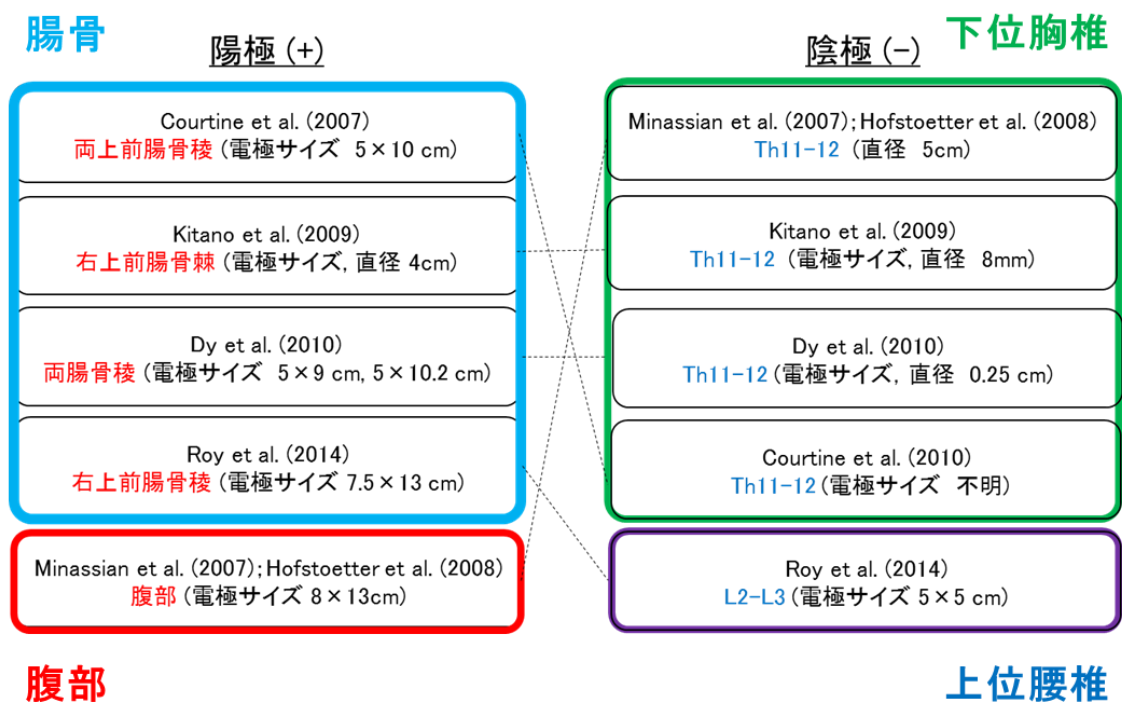 腸骨
陽極 (+)
Courtine et al. (2007)
両上前腸骨稜 (電極サイズ 5×10 cm)
Kitano et al. (2009)
右上前腸骨棘 (電極サイズ, 直径 4cm)
Dy et al. (2010)
両腸骨稜 (電極サイズ 5×9 cm, 5×10.2 cm)
Roy et al. (2014)
右上前腸骨稜 (電極サイズ 7.5×13 cm)
Minassian et al. (2007); Hofstoetter et al. (2008)
腹部 (電極サイズ 8×13cm)
腹部
下位胸椎
陰極 (-)
Minassian et al. (2007); Hofstoetter et al. (2008)
Th11-12 (直径 5cm)
Kitano et al. (2009)
Th11-12 (電極サイズ, 直径 8mm)
Dy et al. (2010)
Th11-12 (電極サイズ, 直径 0.25 cm)
Courtine et al. (2010)
Th11-12 (電極サイズ 不明)
Roy et al. (2014)
L2-L3 (電極サイズ 5×5 cm)
上位腰椎